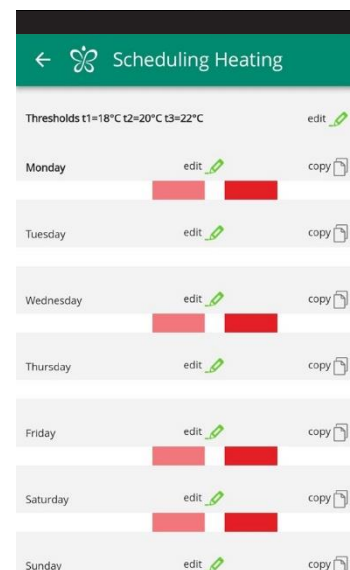 Scheduling Heating
Thresholds t1=18°C t2=20°C t3=22°C edit
Monday edit copy
Tuesday edit copy
Wednesday edit copy
Thursday edit copy
Friday edit copy
Saturday edit copy
Sunday edit copy